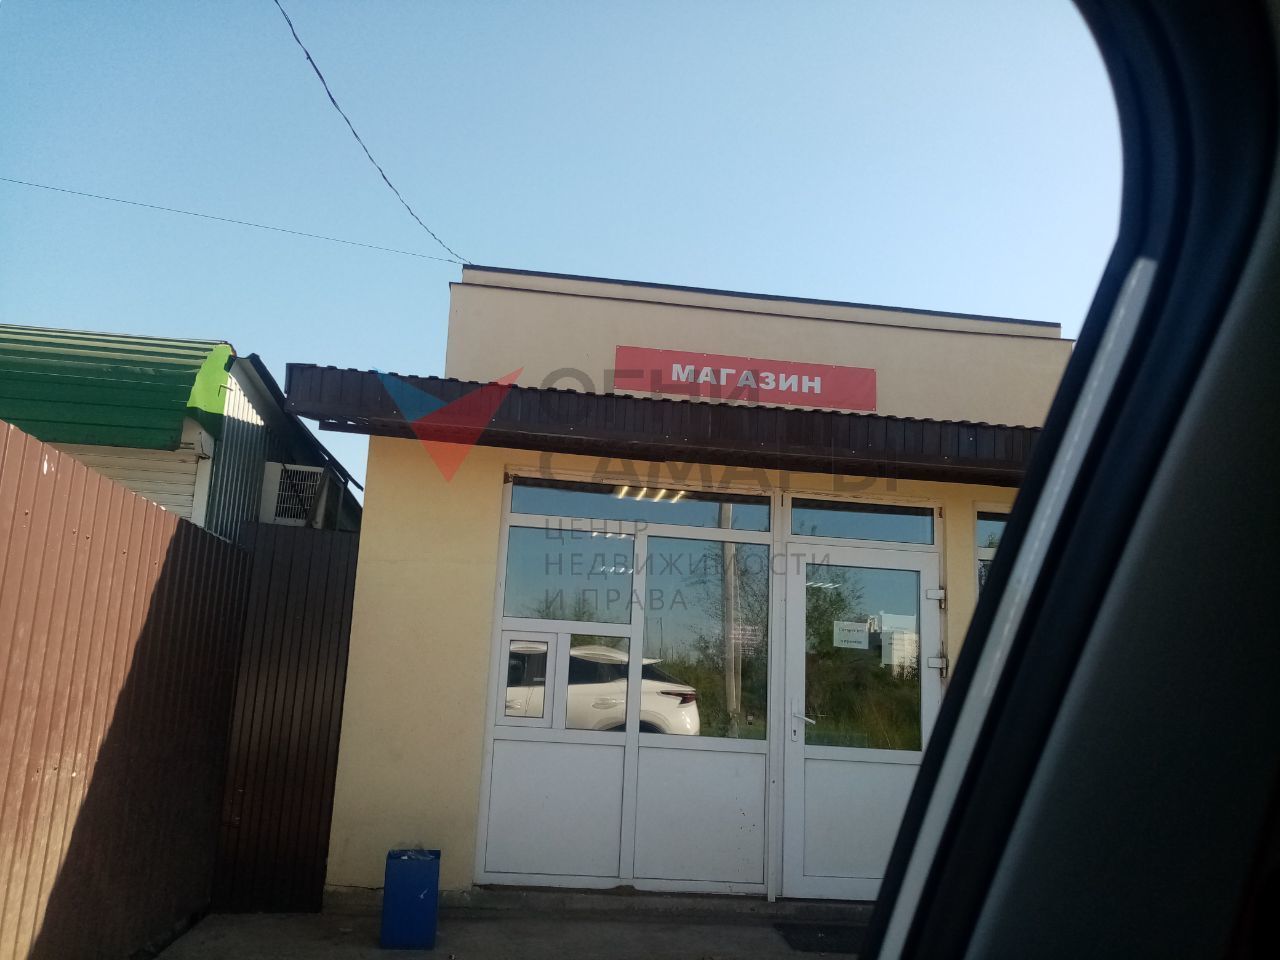 МАГАЗИН
ОГНИ
САМАРЫ
ЦЕНТР
НЕДВИЖИМОСТИ
И ПРАВА